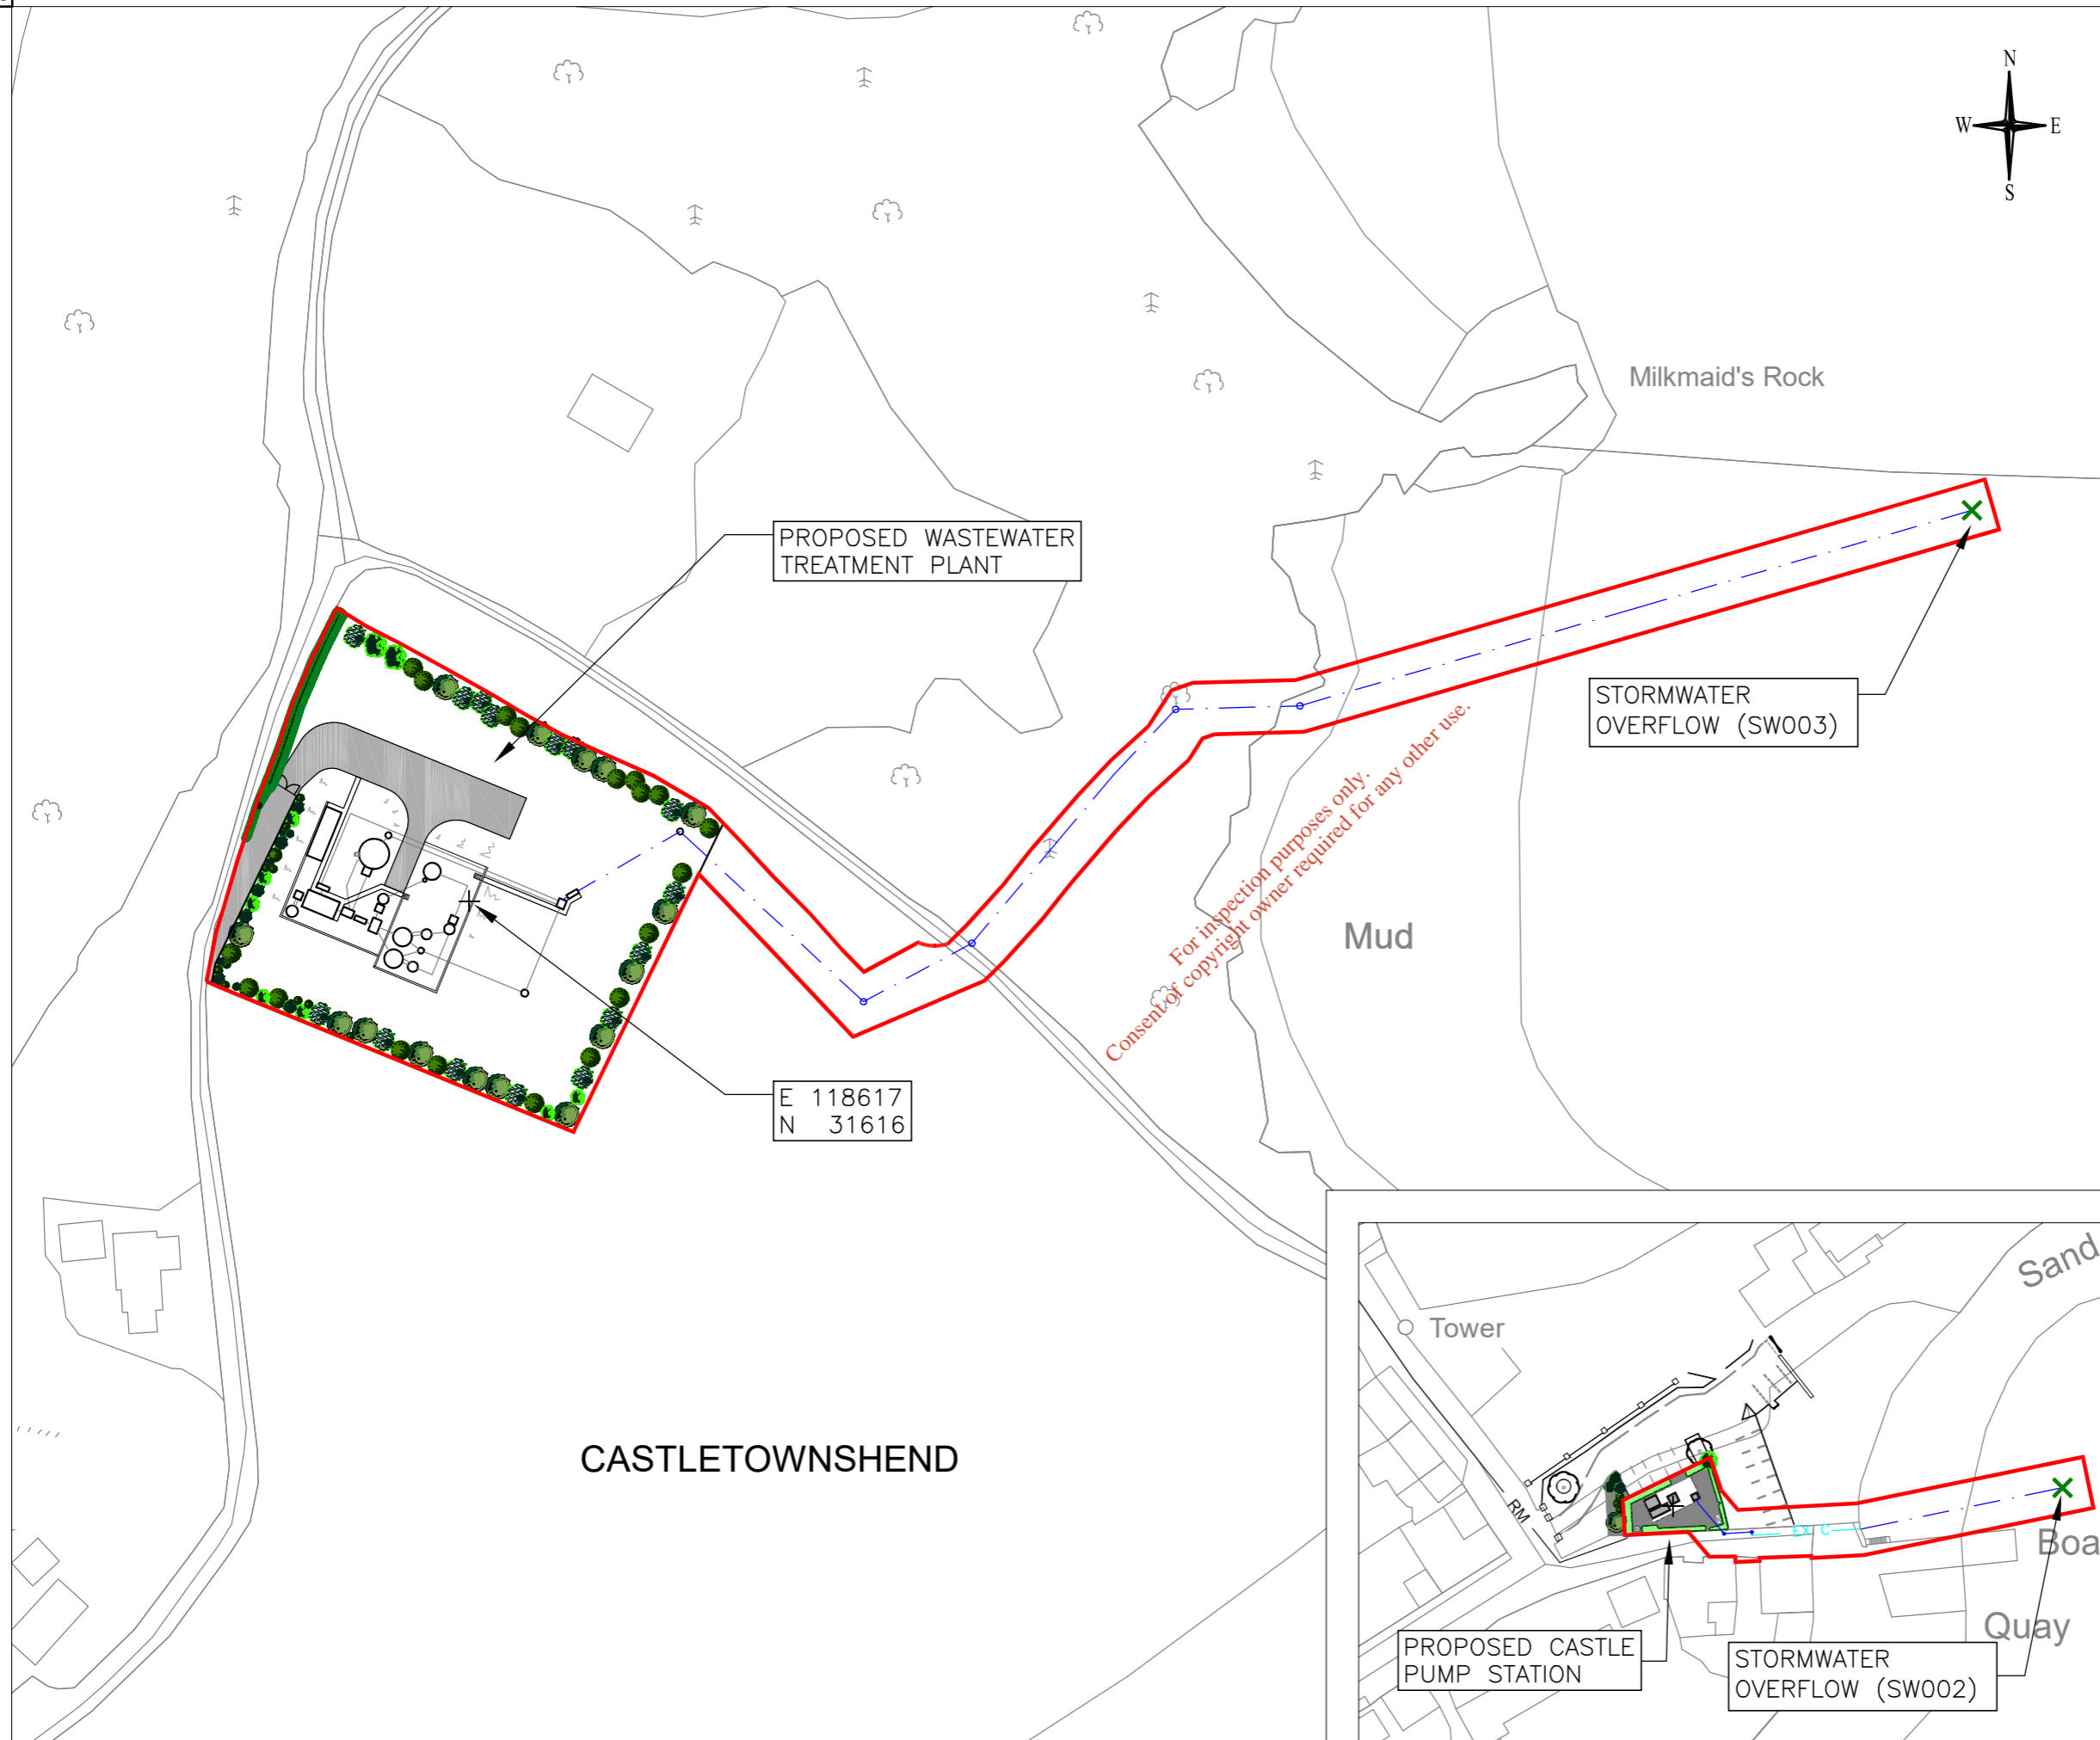 N
W E
S
Milkmaid's Rock
PROPOSED WASTEWATER
TREATMENT PLANT
STORMWATER
OVERFLOW (SW003)
For inspection purposes only.
Consent of copyright owner required for any other use.
Mud
E 118617
N 31616
CASTLETOWNSHEND
Sand
Tower
RM
EX C
Boa
Quay
PROPOSED CASTLE
PUMP STATION
STORMWATER
OVERFLOW (SW002)